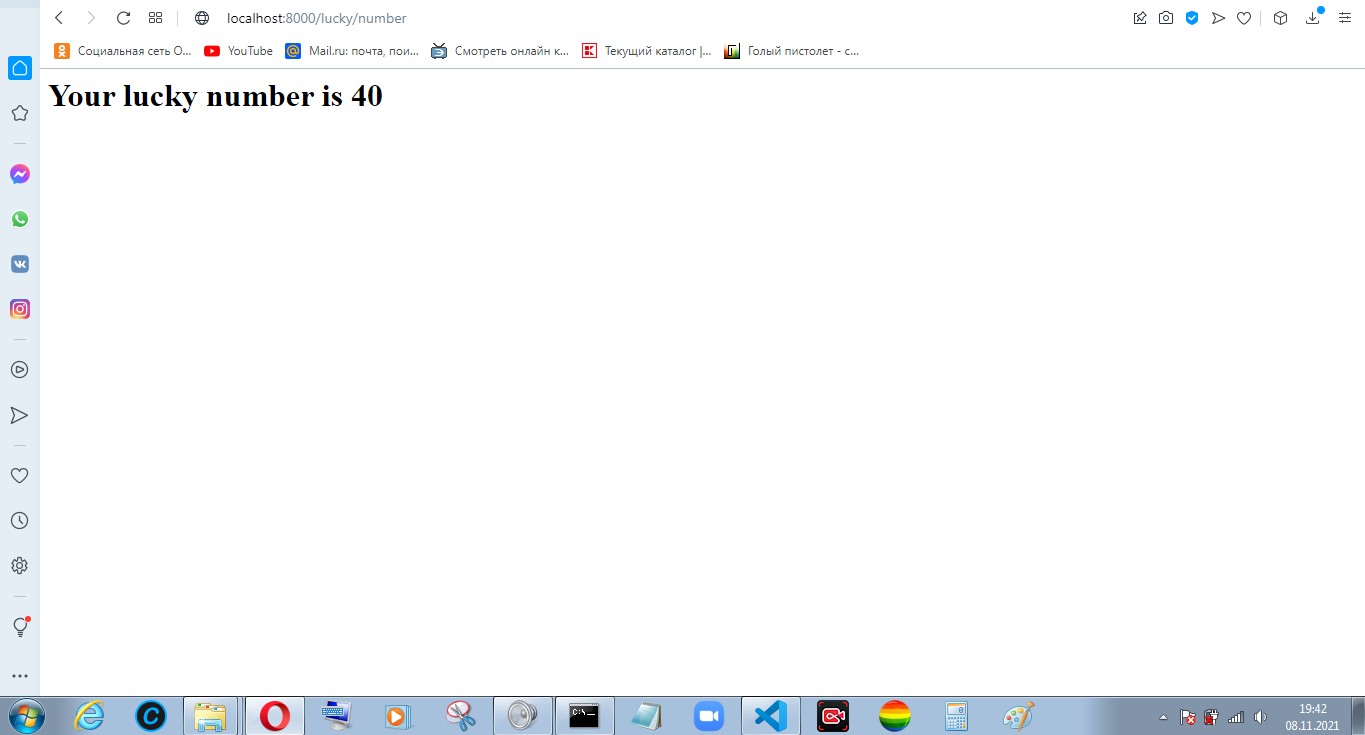 localhost:8000/lucky/number
Социальная сеть О... YouTube Mail.ru: почта, пои... Смотреть онлайн к... Текущий каталог |... Голый пистолет - с...
Your lucky number is 40
19:42
08.11.2021